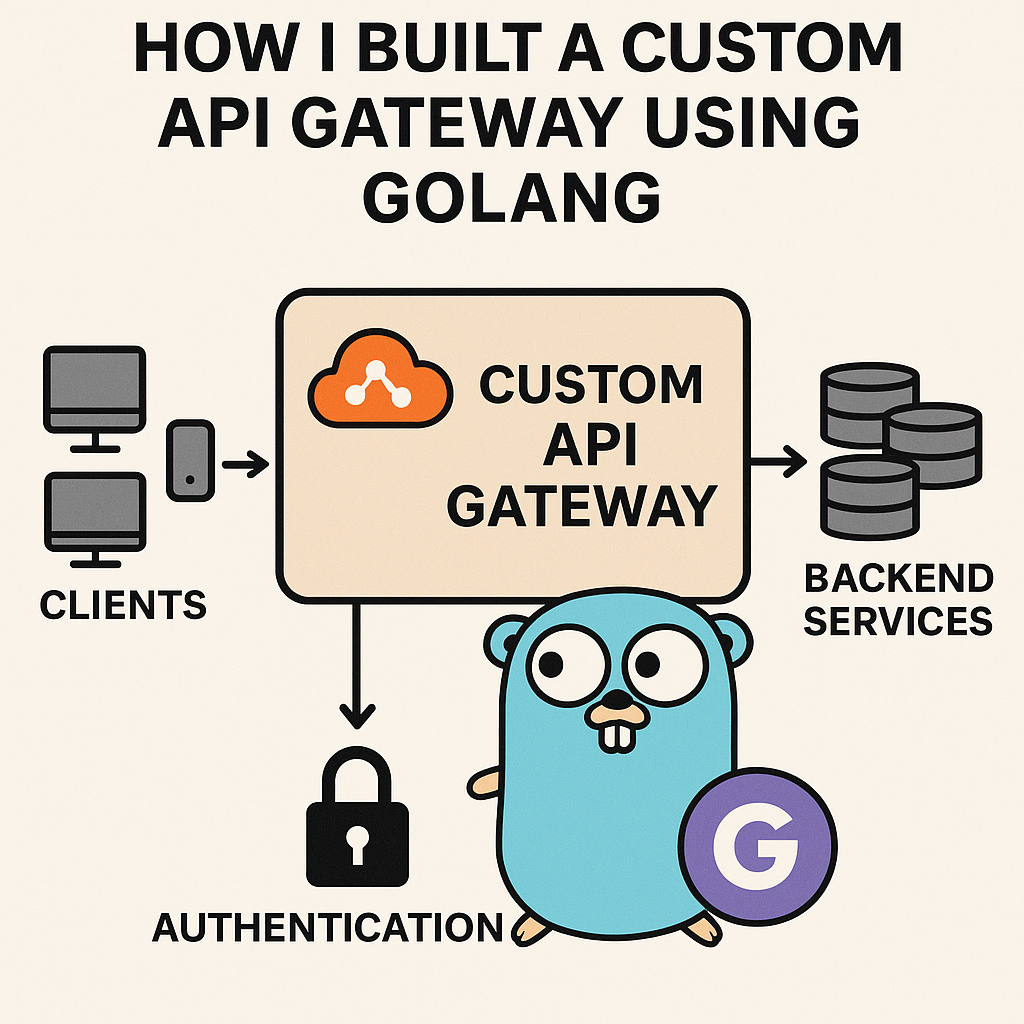 HOW I BUILT A CUSTOM
API GATEWAY USING
GOLANG
CUSTOM
API
GATEWAY
CLIENTS
BACKEND
SERVICES
AUTHENTICATION
G